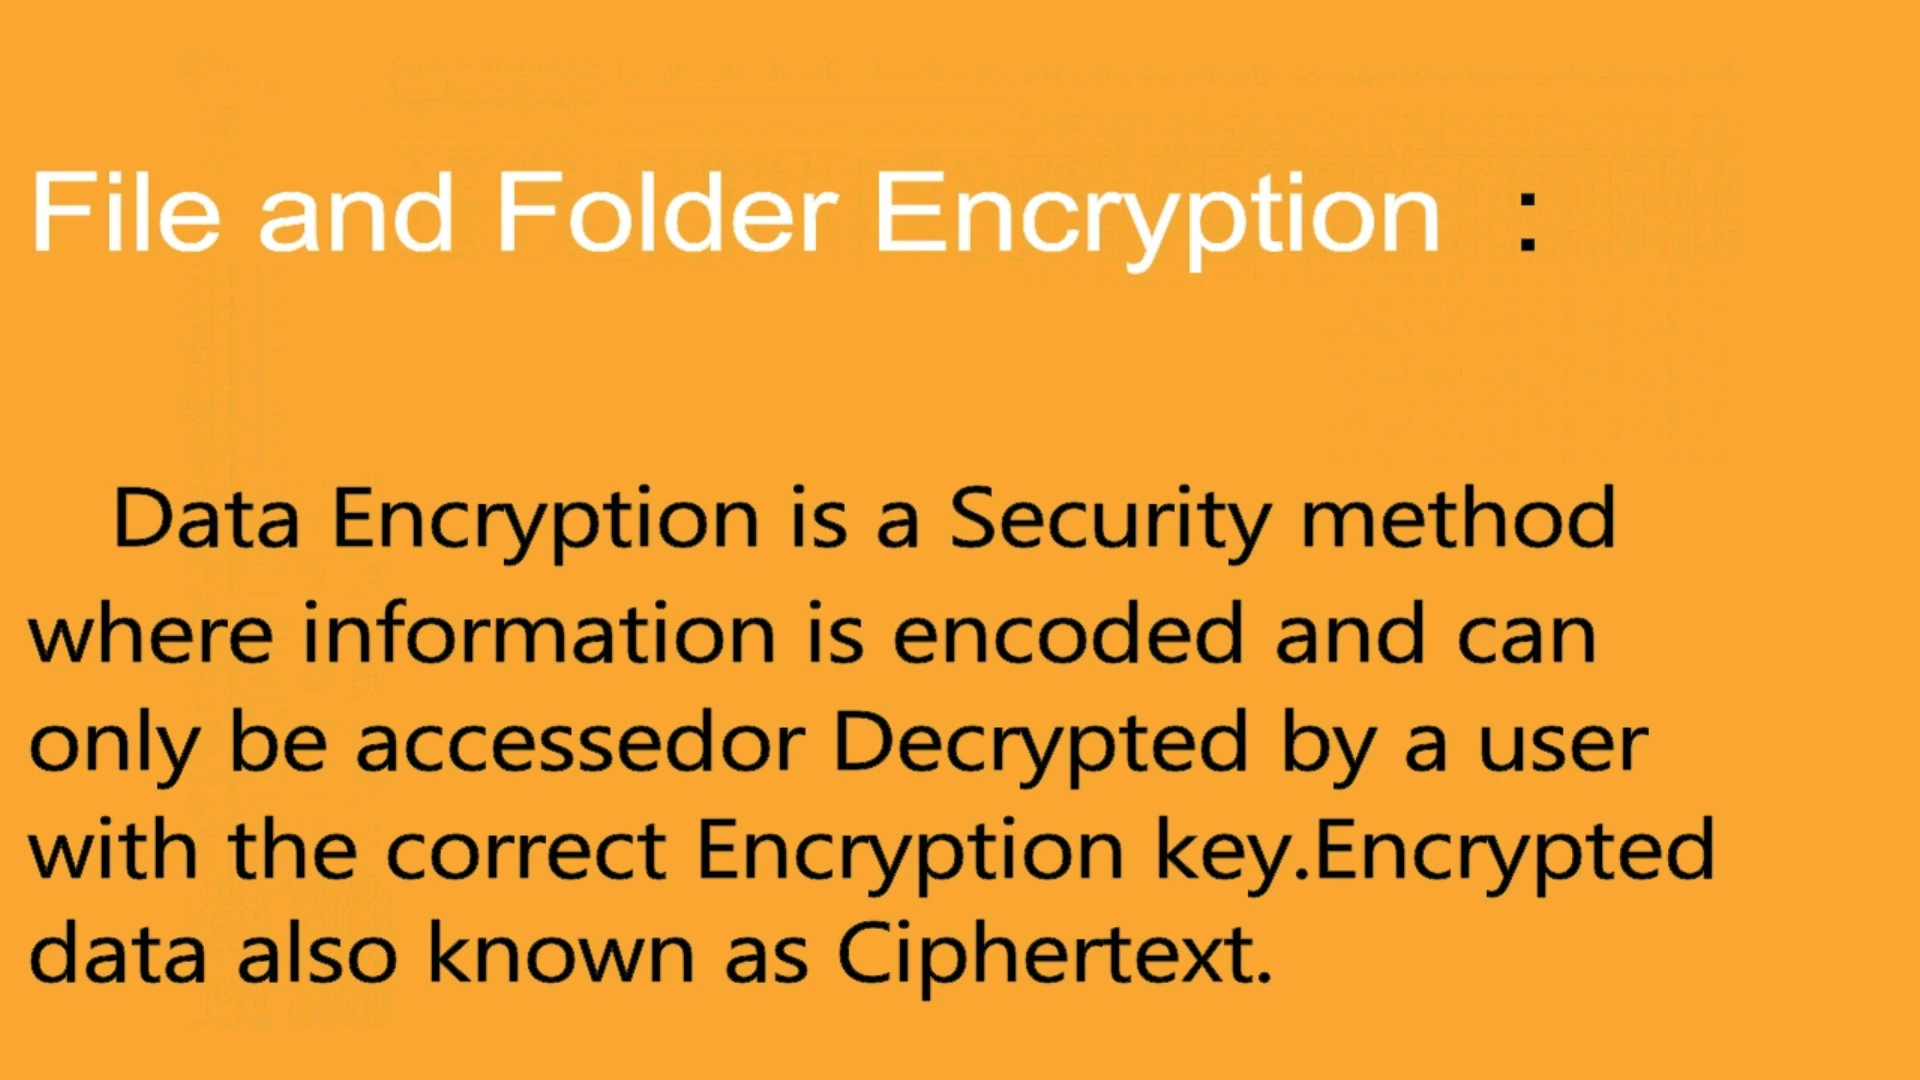 File and Folder Encryption :
Data Encryption is a Security method
where information is encoded and can
only be accessedor Decrypted by a user
with the correct Encryption key.Encrypted
data also known as Ciphertext.